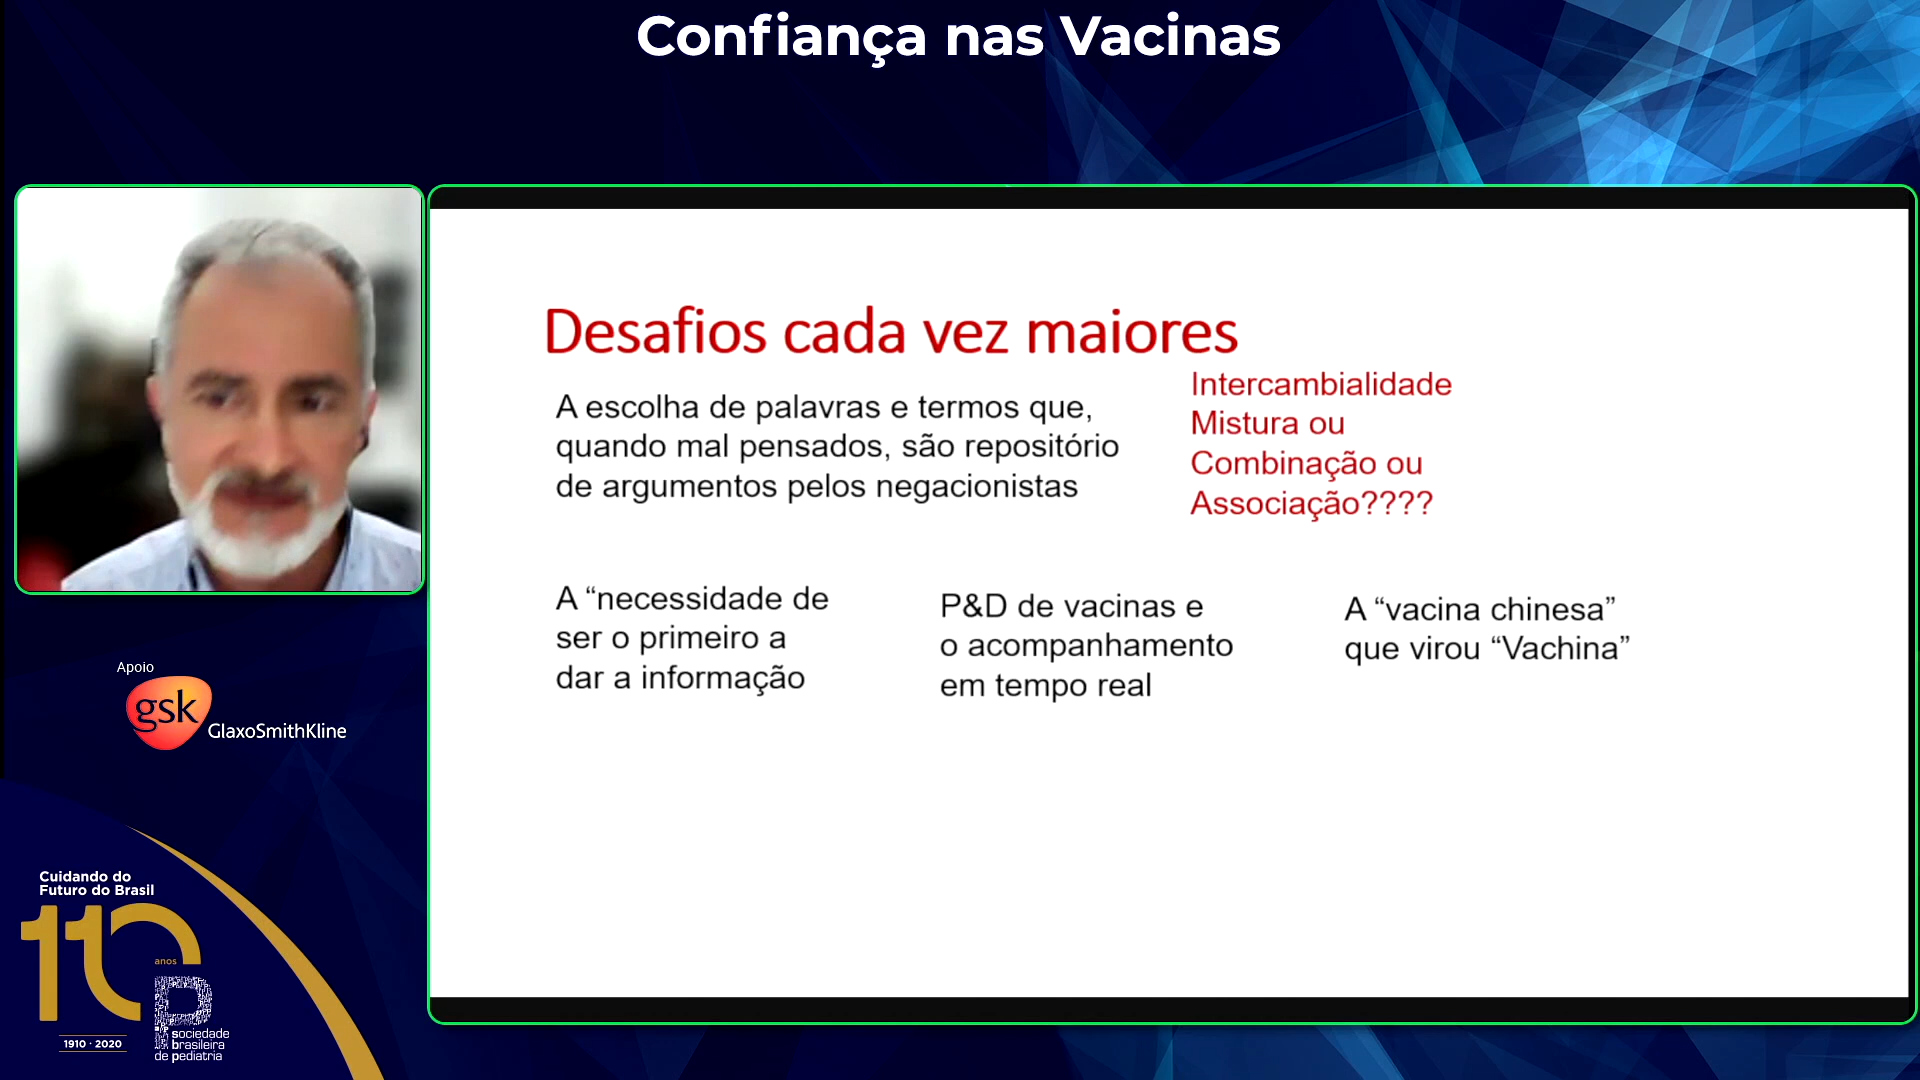 Confiança nas Vacinas
Desafios cada vez maiores
A escolha de palavras e termos que,
quando mal pensados, são repositório
de argumentos pelos negacionistas
Intercambialidade
Mistura ou
Combinação ou
Associação????
A “necessidade de
ser o primeiro a
dar a informação
P&D de vacinas e
o acompanhamento
em tempo real
A “vacina chinesa”
que virou “Vachina”
Apoio
gsk
GlaxoSmithKline
Cuidando do
Futuro do Brasil
110
anos
1910 · 2020
sociedade
brasileira
de pediatria